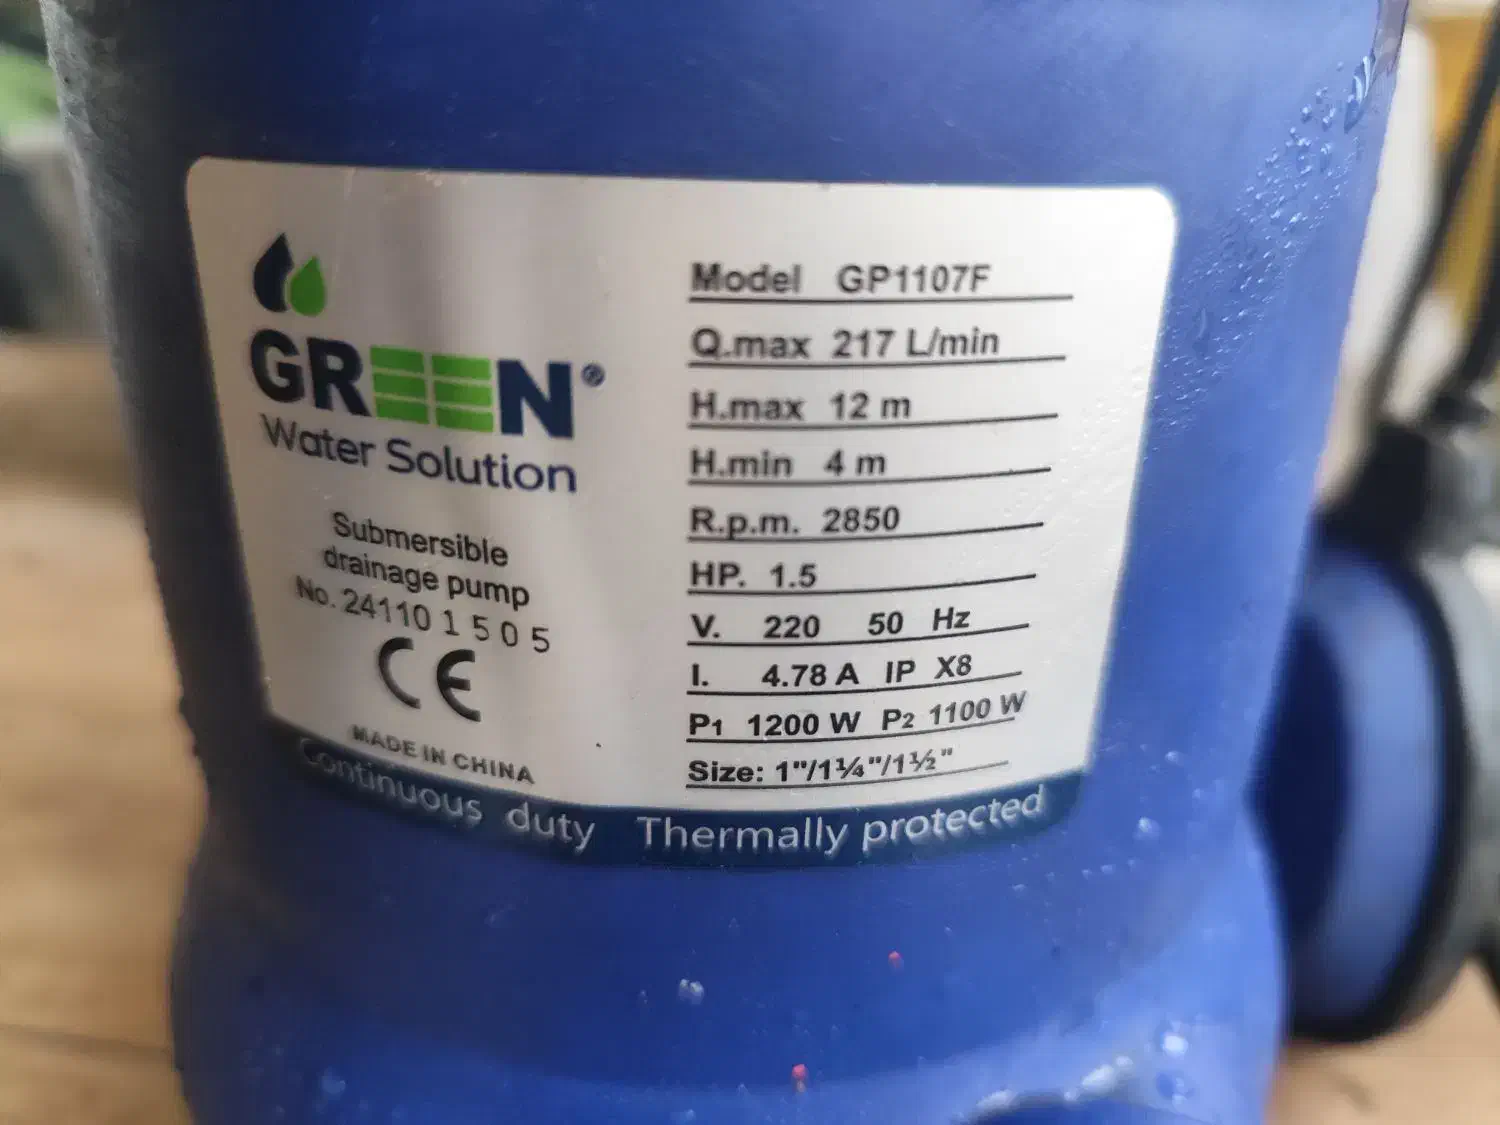 GREEN®
Water Solution
Submersible
drainage pump
No. 241101505
CE
MADE IN CHINA
Model GP1107F
Q.max 217 L/min
H.max 12 m
H.min 4 m
R.p.m. 2850
HP. 1.5
V. 220 50 Hz
I. 4.78 A IP X8
P1 1200 W P2 1100 W
Size: 1"/1¼"/1½"
Continuous duty Thermally protected